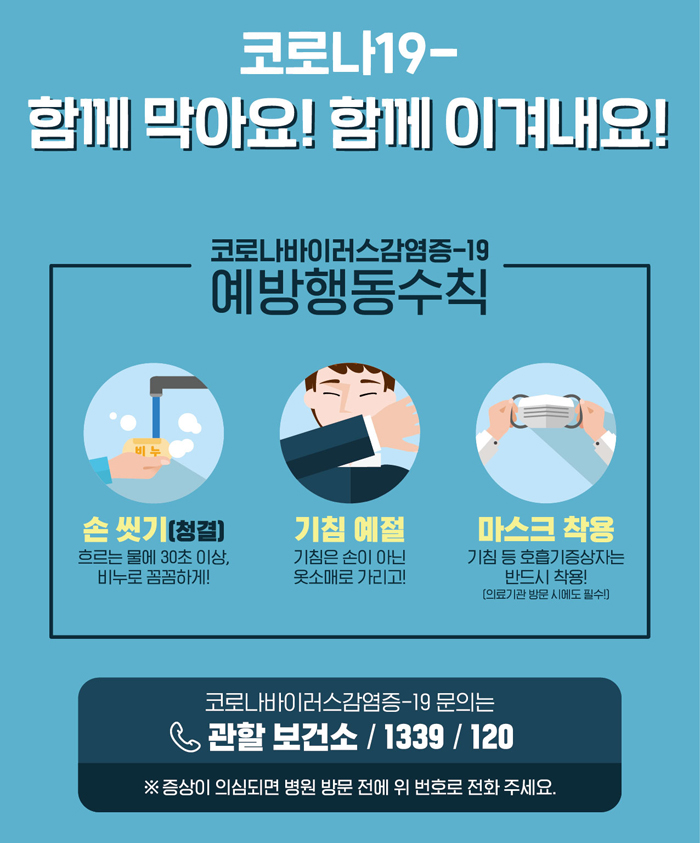 코로나19-
함께 막아요! 함께 이겨내요!
코로나바이러스감염증-19
예방행동수칙
비누
손 씻기(청결)
흐르는 물에 30초 이상,
비누로 꼼꼼하게!
기침 예절
기침은 손이 아닌
옷소매로 가리고!
마스크 착용
기침 등 호흡기증상자는
반드시 착용!
(의료기관 방문 시에도 필수!)
코로나바이러스감염증-19 문의는
관할 보건소 / 1339 / 120
※ 증상이 의심되면 병원 방문 전에 위 번호로 전화 주세요.